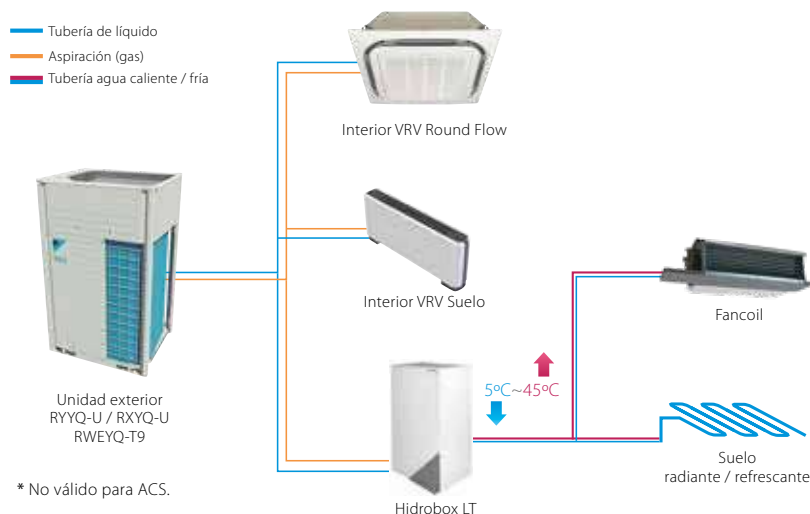 Tubería de líquido
Aspiración (gas)
Tubería agua caliente / fría
Interior VRV Round Flow
Interior VRV Suelo
Fancoil
5ºC~45ºC
Unidad exterior
RYYQ-U / RXYQ-U
RWEYQ-T9
Suelo
radiante / refrescante
* No válido para ACS.
Hidrobox LT